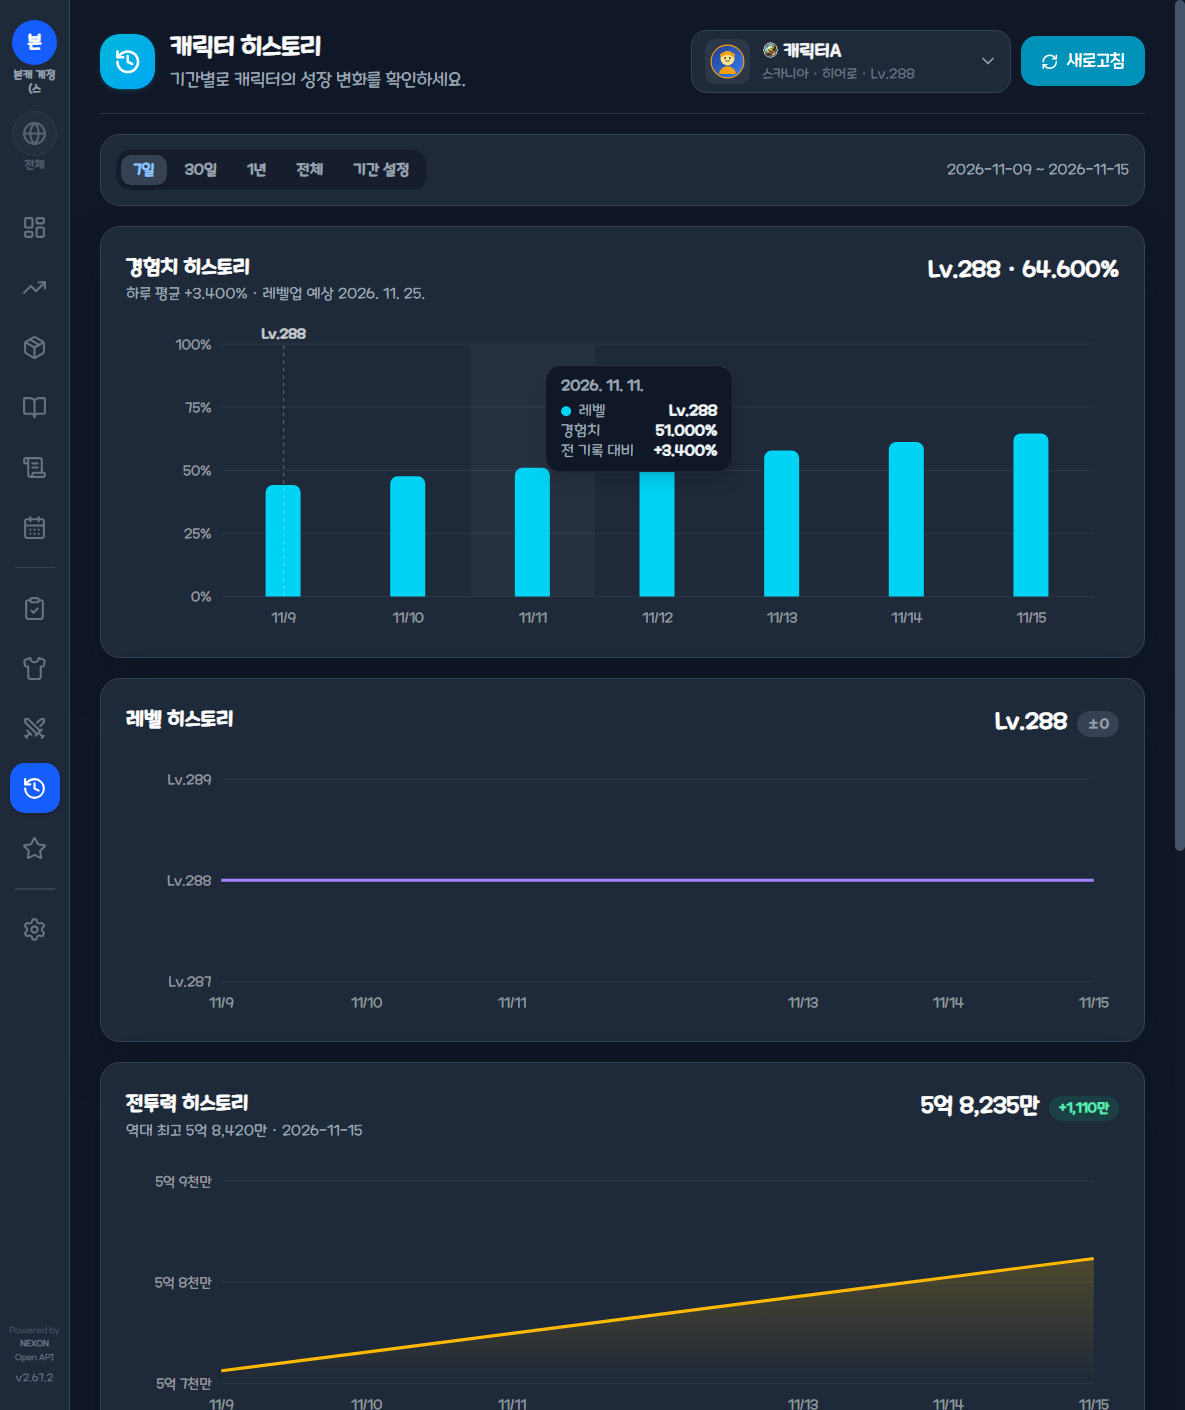 본
본캐 계정
(스
전체
Powered by
NEXON
Open API
v2.67.2
캐릭터 히스토리
기간별로 캐릭터의 성장 변화를 확인하세요.
캐릭터A
스카니아 · 히어로 · Lv.288
새로고침
7일 30일 1년 전체 기간 설정
2026-11-09 ~ 2026-11-15
경험치 히스토리
하루 평균 +3.400% · 레벨업 예상 2026. 11. 25.
Lv.288 · 64.600%
Lv.288
100%
75%
50%
25%
0%
2026. 11. 11.
레벨 Lv.288
경험치 51.000%
전 기록 대비 +3.400%
11/9 11/10 11/11 11/12 11/13 11/14 11/15
레벨 히스토리
Lv.288 ±0
Lv.289
Lv.288
Lv.287
11/9 11/10 11/11 11/13 11/14 11/15
전투력 히스토리
역대 최고 5억 8,420만 · 2026-11-15
5억 8,235만 +1,110만
5억 9천만
5억 8천만
5억 7천만
11/9 11/10 11/11 11/13 11/14 11/15